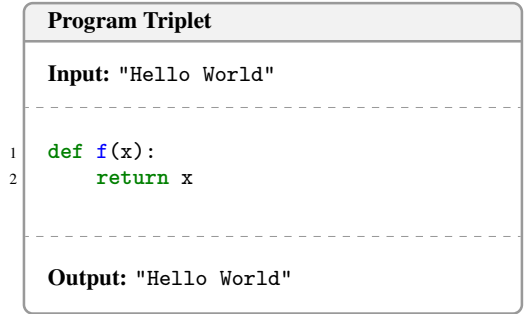 Program Triplet
Input: "Hello World"
1 def f(x):
2     return x
Output: "Hello World"